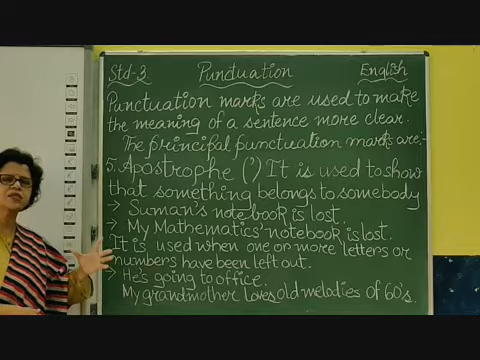 Std-3 Punctuation English
Punctuation marks are used to make
the meaning of a sentence more clear.
The principal punctuation marks are:-
5. Apostrophe (') It is used to show
that something belongs to somebody
→ Suman's notebook is lost.
→ My Mathematics' notebook is lost.
It is used when one or more letters or
numbers have been left out.
→ He's going to office.
My grandmother loves old melodies of 60's.